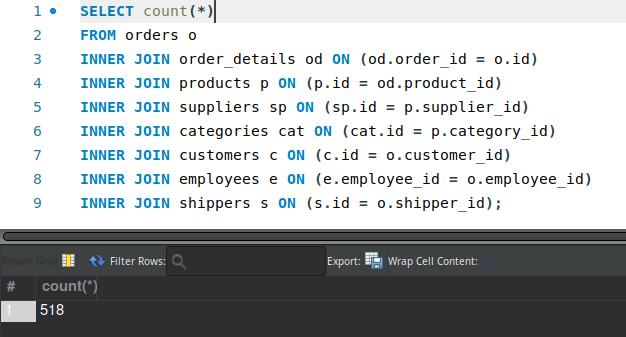 1 SELECT count(*)
2 FROM orders o
3 INNER JOIN order_details od ON (od.order_id = o.id)
4 INNER JOIN products p ON (p.id = od.product_id)
5 INNER JOIN suppliers sp ON (sp.id = p.supplier_id)
6 INNER JOIN categories cat ON (cat.id = p.category_id)
7 INNER JOIN customers c ON (c.id = o.customer_id)
8 INNER JOIN employees e ON (e.employee_id = o.employee_id)
9 INNER JOIN shippers s ON (s.id = o.shipper_id);
Result Grid Filter Rows: Export: Wrap Cell Content:
# count(*)
1 518